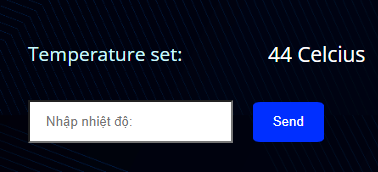 Temperature set: 44 Celcius
Nhập nhiệt độ: Send